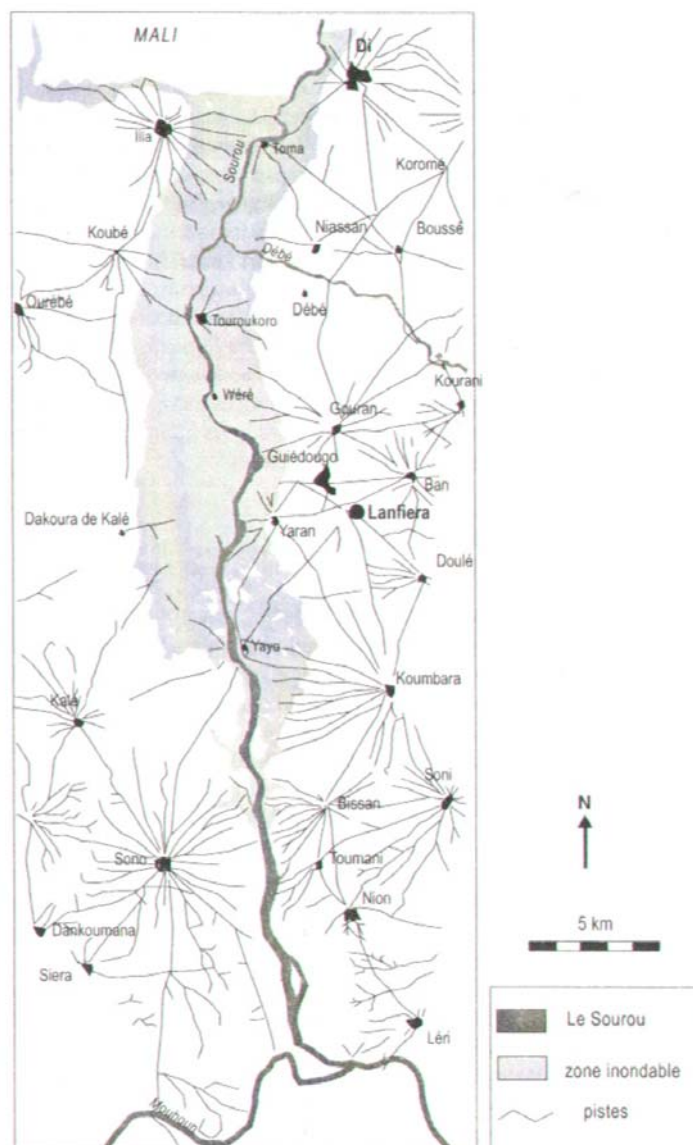 MALI
Di
Ilia
Toma
Sourou
Koromé
Koubé
Niassan
Boussé
Débé
Ourébé
Débé
Touroukoro
Kourani
Wéré
Gouran
Guiédougo
Ban
Dakoura de Kalé
Yaran
Lanfiera
Doulé
Yayo
Koumbara
Kalé
Soni
Bissan
N
Sono
Toumani
Nion
5 km
Dankoumana
Siera
Léri
Le Sourou
zone inondable
Mouhoun
pistes